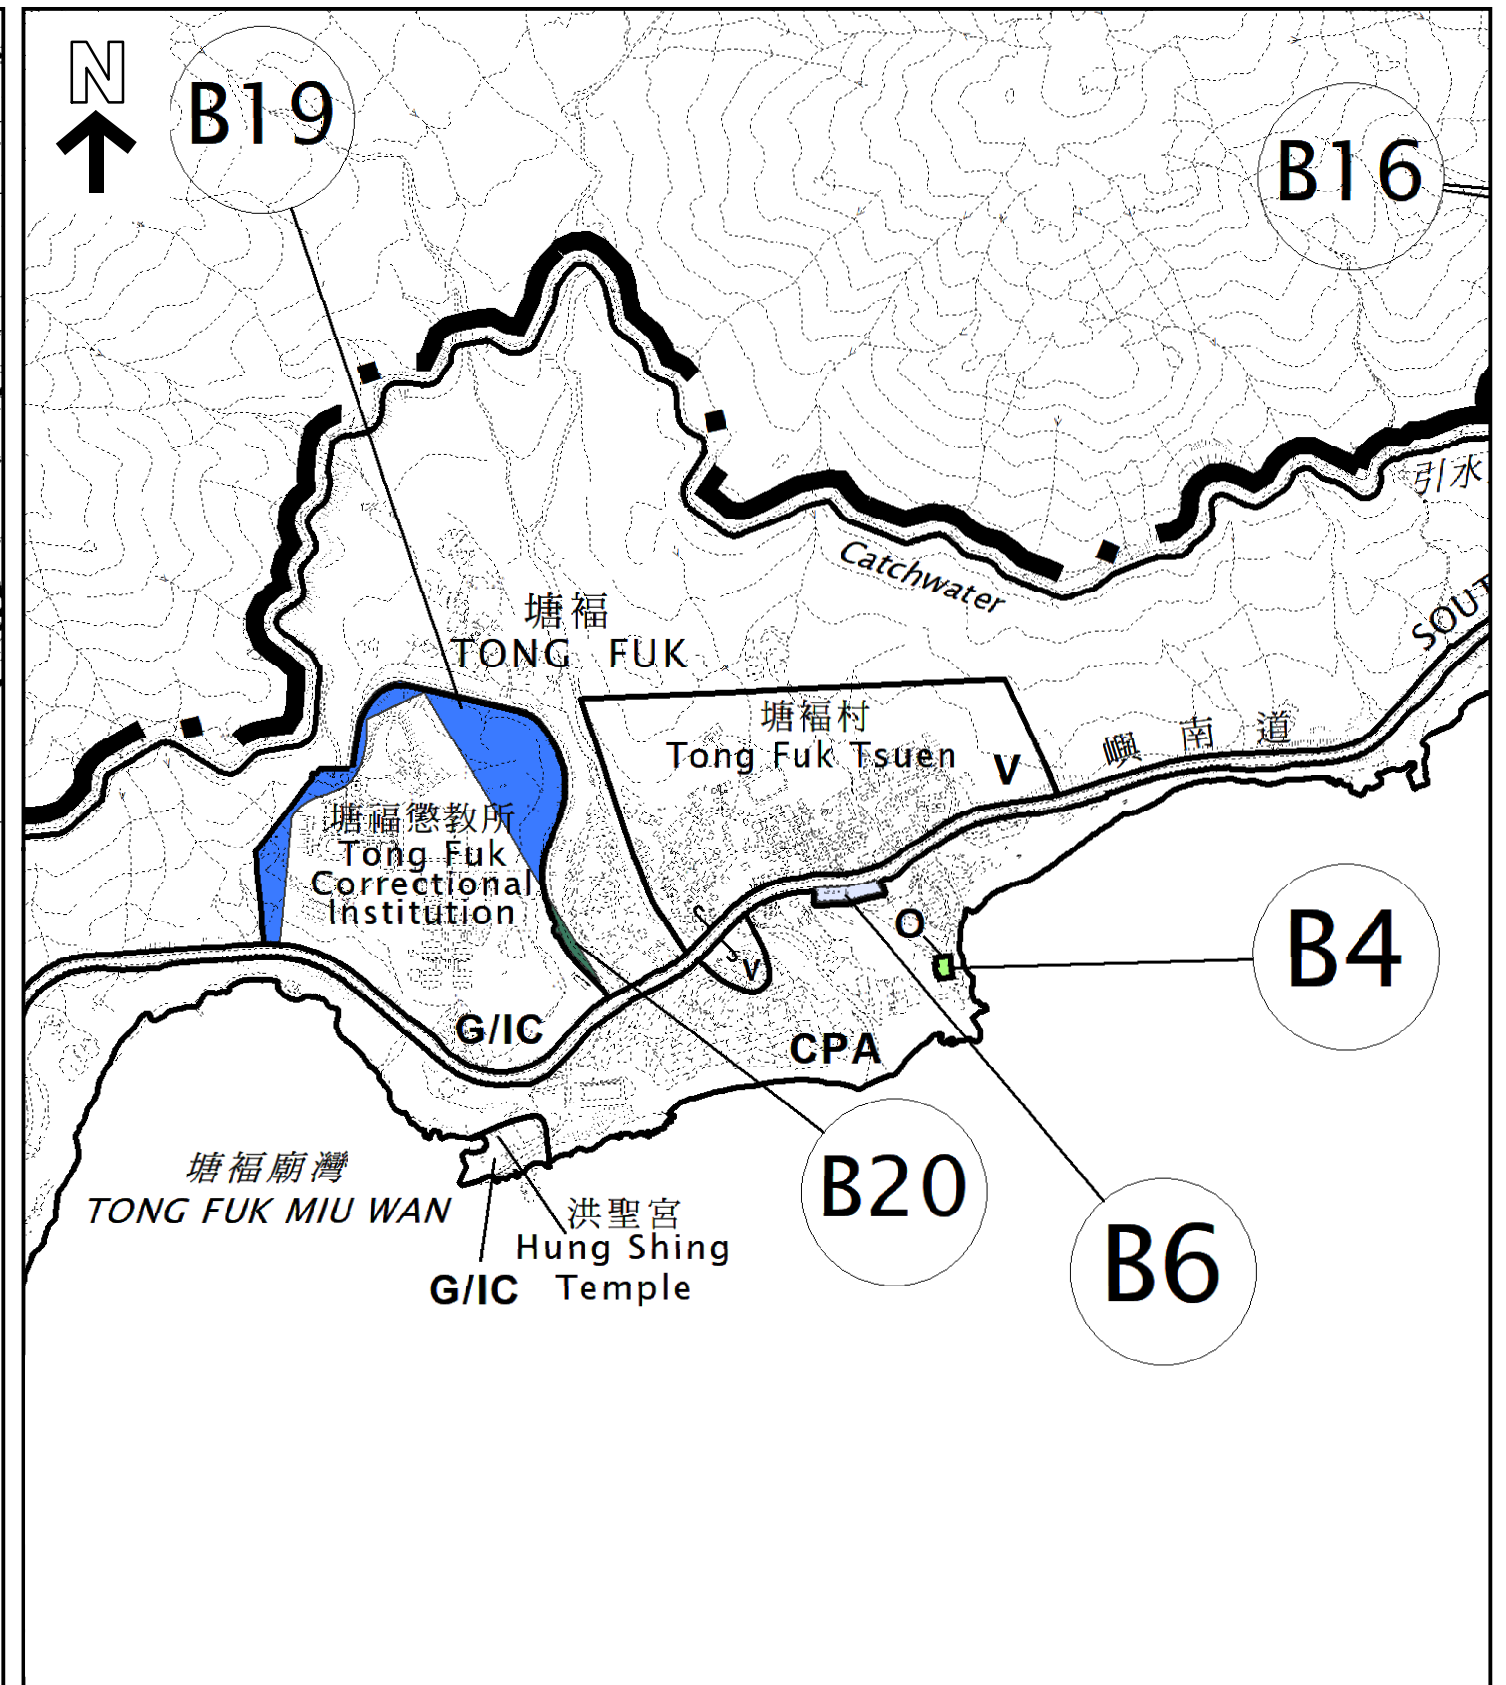 N
B19
B16
引水
Catchwater
塘福
TONG FUK
SOUT
塘福村
Tong Fuk Tsuen
V
嶼南道
塘福懲教所
Tong Fuk
Correctional
Institution
O
V
B4
G/IC
CPA
塘福廟灣
TONG FUK MIU WAN
B20
洪聖宮
Hung Shing
Temple
G/IC
B6